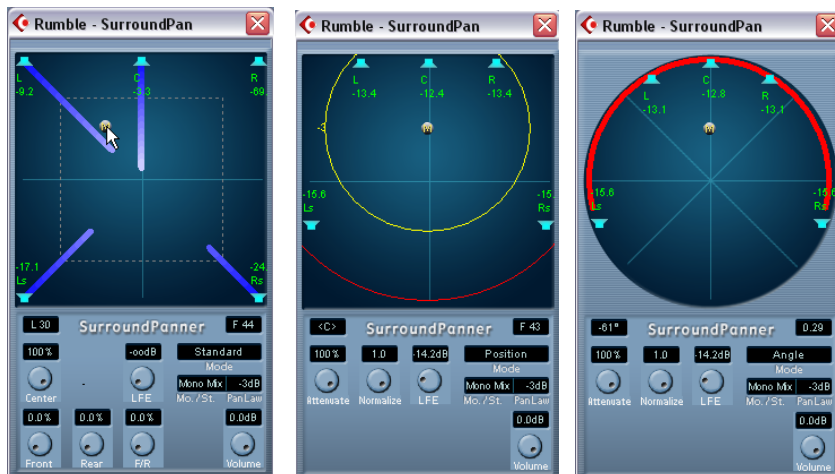 Rumble - SurroundPan
L
C
R
-9.2
-3.3
-69.
-17.1
Ls
-24.
Rs
L 30
SurroundPanner
F 44
100%
-oodB
Standard
Mode
Center
-
LFE
Mono Mix
-3dB
Mo./St.
PanLaw
0.0%
0.0%
0.0%
0.0dB
Front
Rear
F/R
Volume
Rumble - SurroundPan
L
C
R
-13.4
-12.4
-13.4
-3
-15.6
Ls
-15.
Rs
<C>
SurroundPanner
F 43
100%
1.0
-14.2dB
Position
Mode
Attenuate
Normalize
LFE
Mono Mix
-3dB
Mo./St.
PanLaw
0.0dB
Volume
Rumble - SurroundPan
L
C
R
-13.1
-12.8
-13.1
-15.6
Ls
-15.6
Rs
-61°
SurroundPanner
0.29
100%
1.0
-14.2dB
Angle
Mode
Attenuate
Normalize
LFE
Mono Mix
-3dB
Mo./St.
PanLaw
0.0dB
Volume